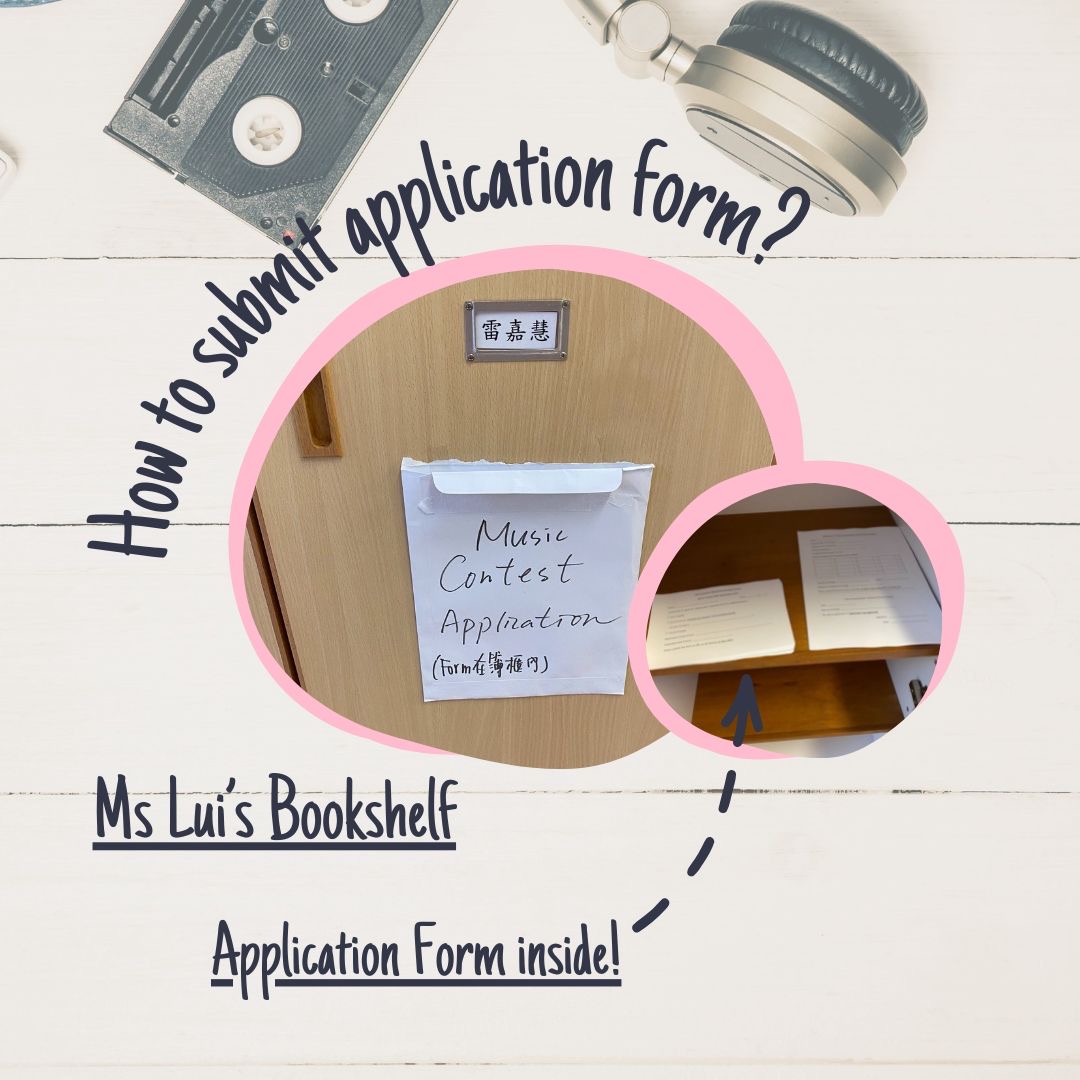 How to submit application form?
雷嘉慧
Music
Contest
Application
(Form在簿櫃內)
Ms Lui's Bookshelf
Application Form inside!